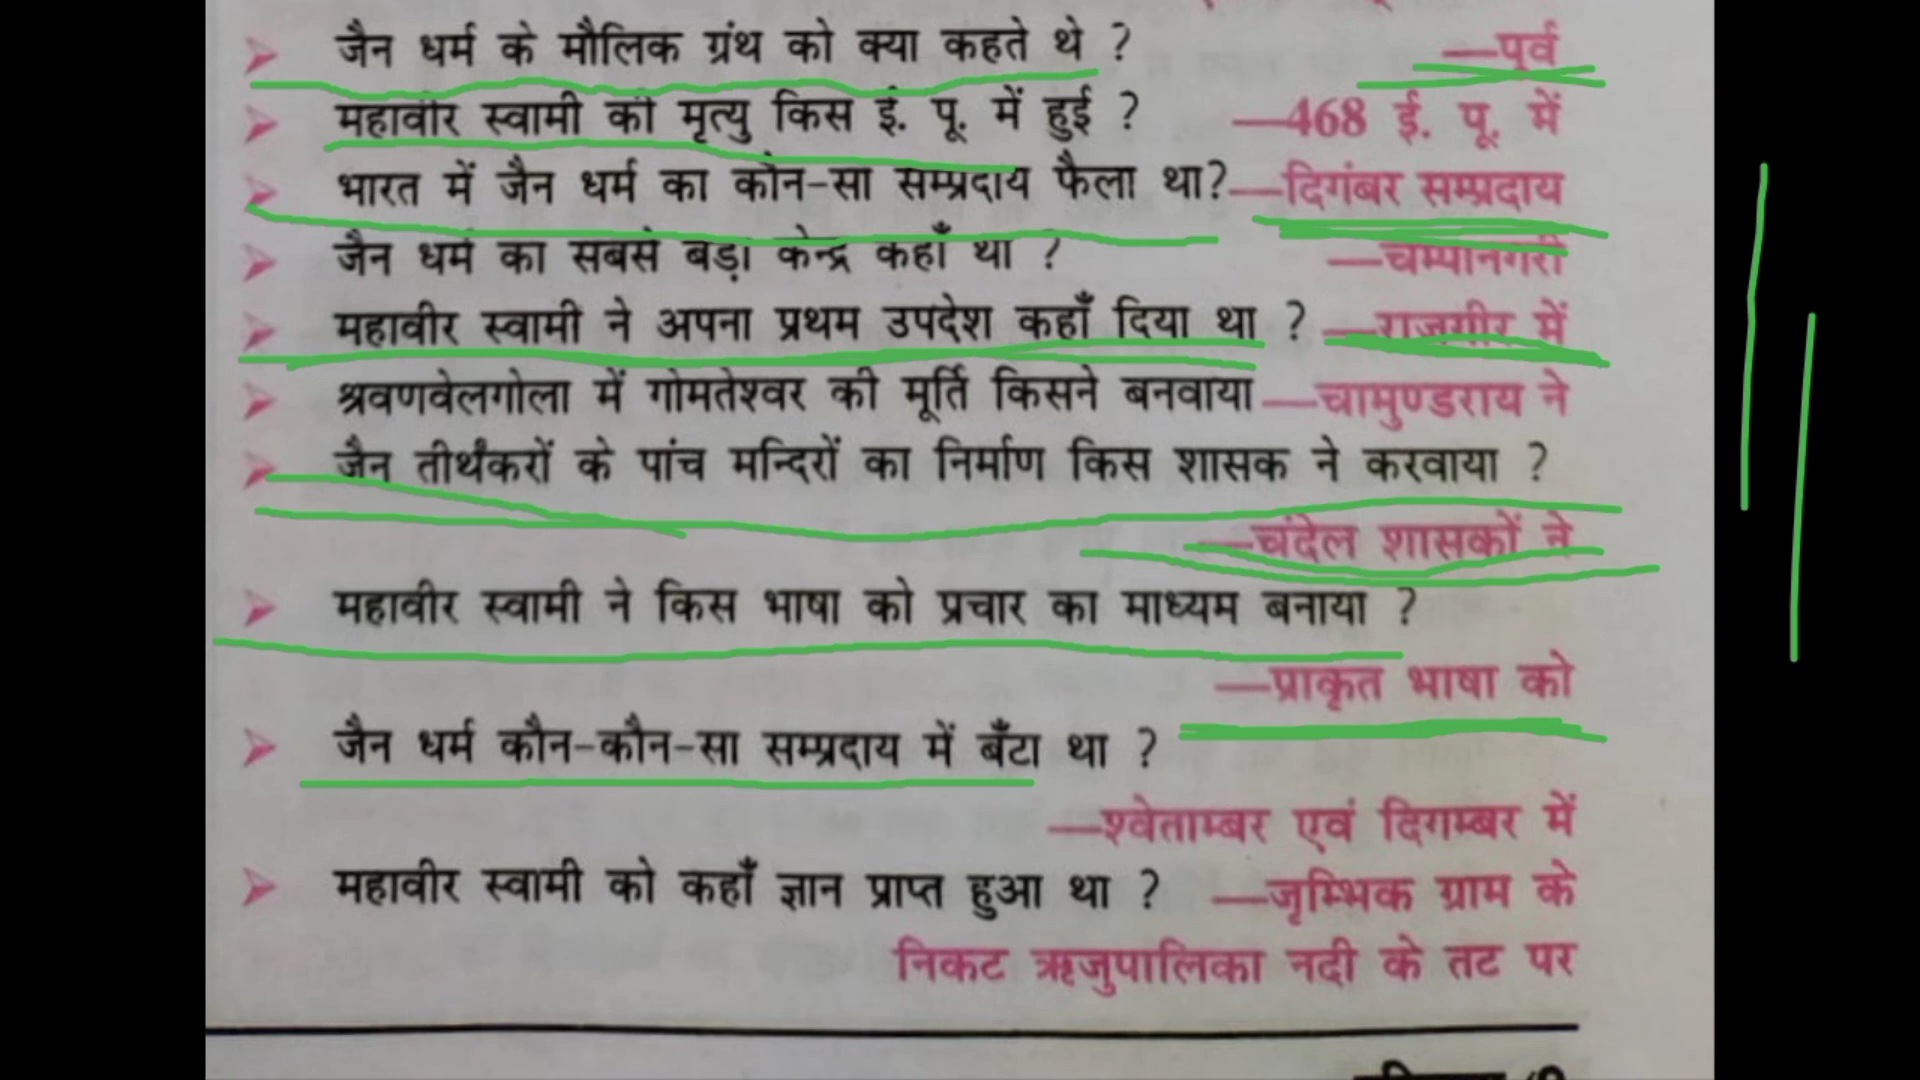 जैन धर्म के मौलिक ग्रंथ को क्या कहते थे ? —पूर्व
महावीर स्वामी की मृत्यु किस ई. पू. में हुई ? —468 ई. पू. में
भारत में जैन धर्म का कौन-सा सम्प्रदाय फैला था? —दिगंबर सम्प्रदाय
जैन धर्म का सबसे बड़ा केन्द्र कहाँ था ? —चम्पानगरी
महावीर स्वामी ने अपना प्रथम उपदेश कहाँ दिया था ? —राजगीर में
श्रवणवेलगोला में गोमतेश्वर की मूर्ति किसने बनवाया —चामुण्डराय ने
जैन तीर्थंकरों के पांच मन्दिरों का निर्माण किस शासक ने करवाया ?
—चंदेल शासकों ने
महावीर स्वामी ने किस भाषा को प्रचार का माध्यम बनाया ?
—प्राकृत भाषा को
जैन धर्म कौन-कौन-सा सम्प्रदाय में बँटा था ?
—श्वेताम्बर एवं दिगम्बर में
महावीर स्वामी को कहाँ ज्ञान प्राप्त हुआ था ? —जृम्भिक ग्राम के
निकट ऋजुपालिका नदी के तट पर